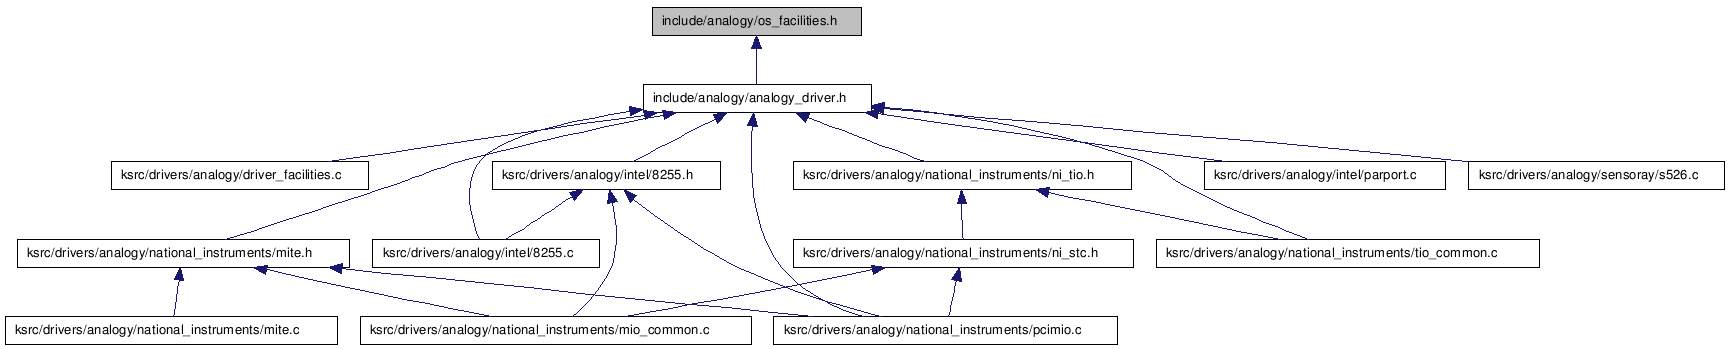 include/analogy/os_facilities.h
include/analogy/analogy_driver.h
ksrc/drivers/analogy/driver_facilities.c
ksrc/drivers/analogy/intel/8255.h
ksrc/drivers/analogy/national_instruments/ni_tio.h
ksrc/drivers/analogy/intel/parport.c
ksrc/drivers/analogy/sensoray/s526.c
ksrc/drivers/analogy/national_instruments/mite.h
ksrc/drivers/analogy/intel/8255.c
ksrc/drivers/analogy/national_instruments/ni_stc.h
ksrc/drivers/analogy/national_instruments/tio_common.c
ksrc/drivers/analogy/national_instruments/mite.c
ksrc/drivers/analogy/national_instruments/mio_common.c
ksrc/drivers/analogy/national_instruments/pcimio.c